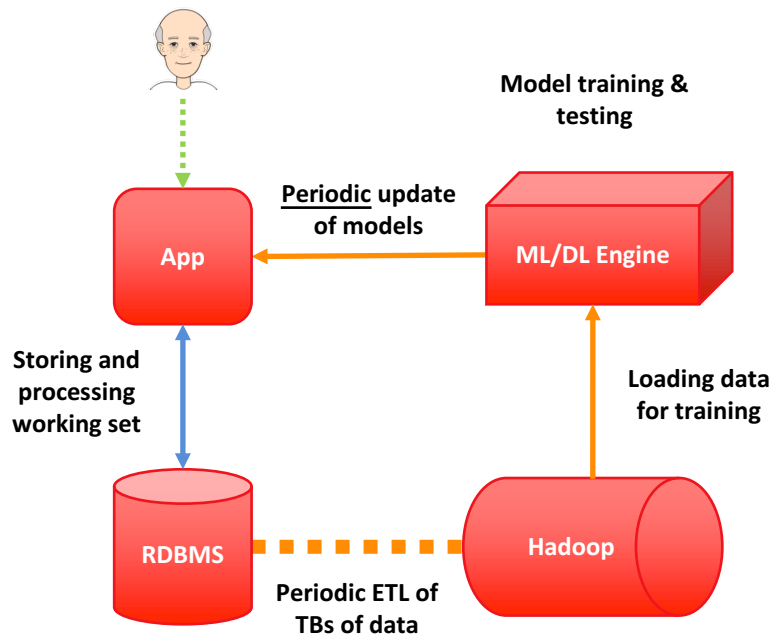 Model training &
testing
Periodic update
of models
App
ML/DL Engine
Storing and
processing
working set
Loading data
for training
RDBMS
Hadoop
Periodic ETL of
TBs of data